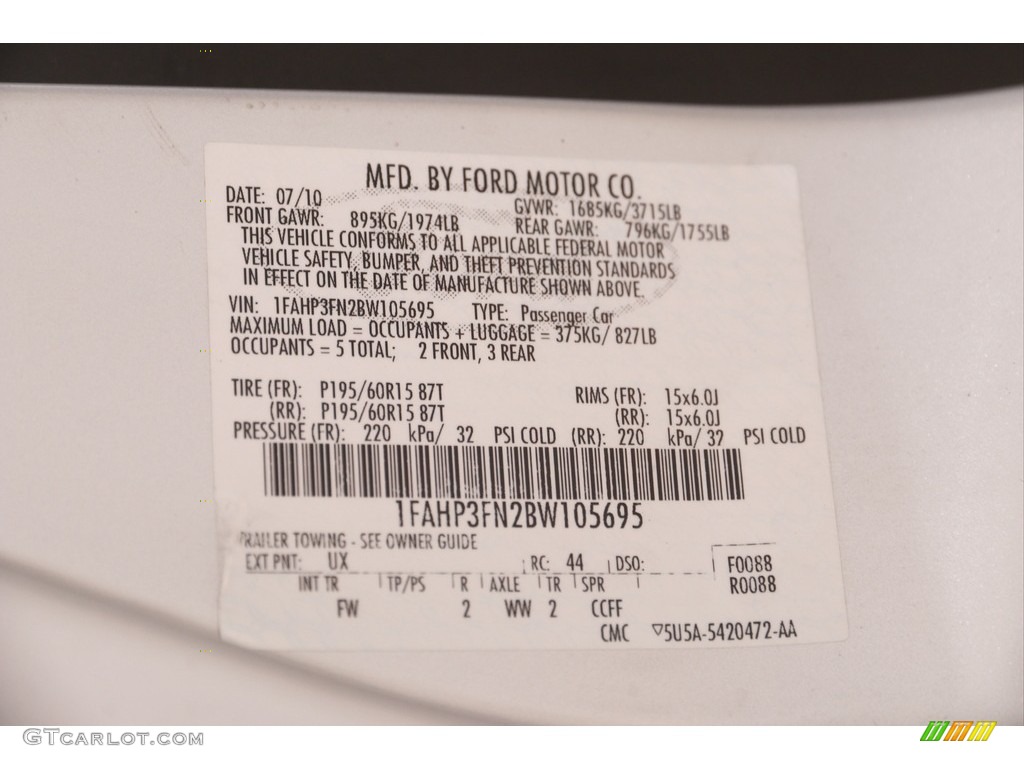 MFD. BY FORD MOTOR CO.
DATE: 07/10 GVWR: 1685KG/3715LB
FRONT GAWR: 895KG/1974LB REAR GAWR: 796KG/1755LB
THIS VEHICLE CONFORMS TO ALL APPLICABLE FEDERAL MOTOR
VEHICLE SAFETY, BUMPER, AND THEFT PREVENTION STANDARDS
IN EFFECT ON THE DATE OF MANUFACTURE SHOWN ABOVE.
VIN: 1FAHP3FN2BW105695 TYPE: Passenger Car
MAXIMUM LOAD = OCCUPANTS + LUGGAGE = 375KG/ 827LB
OCCUPANTS = 5 TOTAL; 2 FRONT, 3 REAR
TIRE (FR): P195/60R15 87T RIMS (FR): 15x6.0J
(RR): P195/60R15 87T (RR): 15x6.0J
PRESSURE (FR): 220 kPa/ 32 PSI COLD (RR): 220 kPa/ 32 PSI COLD
1FAHP3FN2BW105695
TRAILER TOWING - SEE OWNER GUIDE
EXT PNT: UX RC: 44 DSO: F0088
INT TR TP/PS R AXLE TR SPR R0088
FW 2 WW 2 CCFF
CMC ▽5U5A-5420472-AA
GTCARLOT.COM